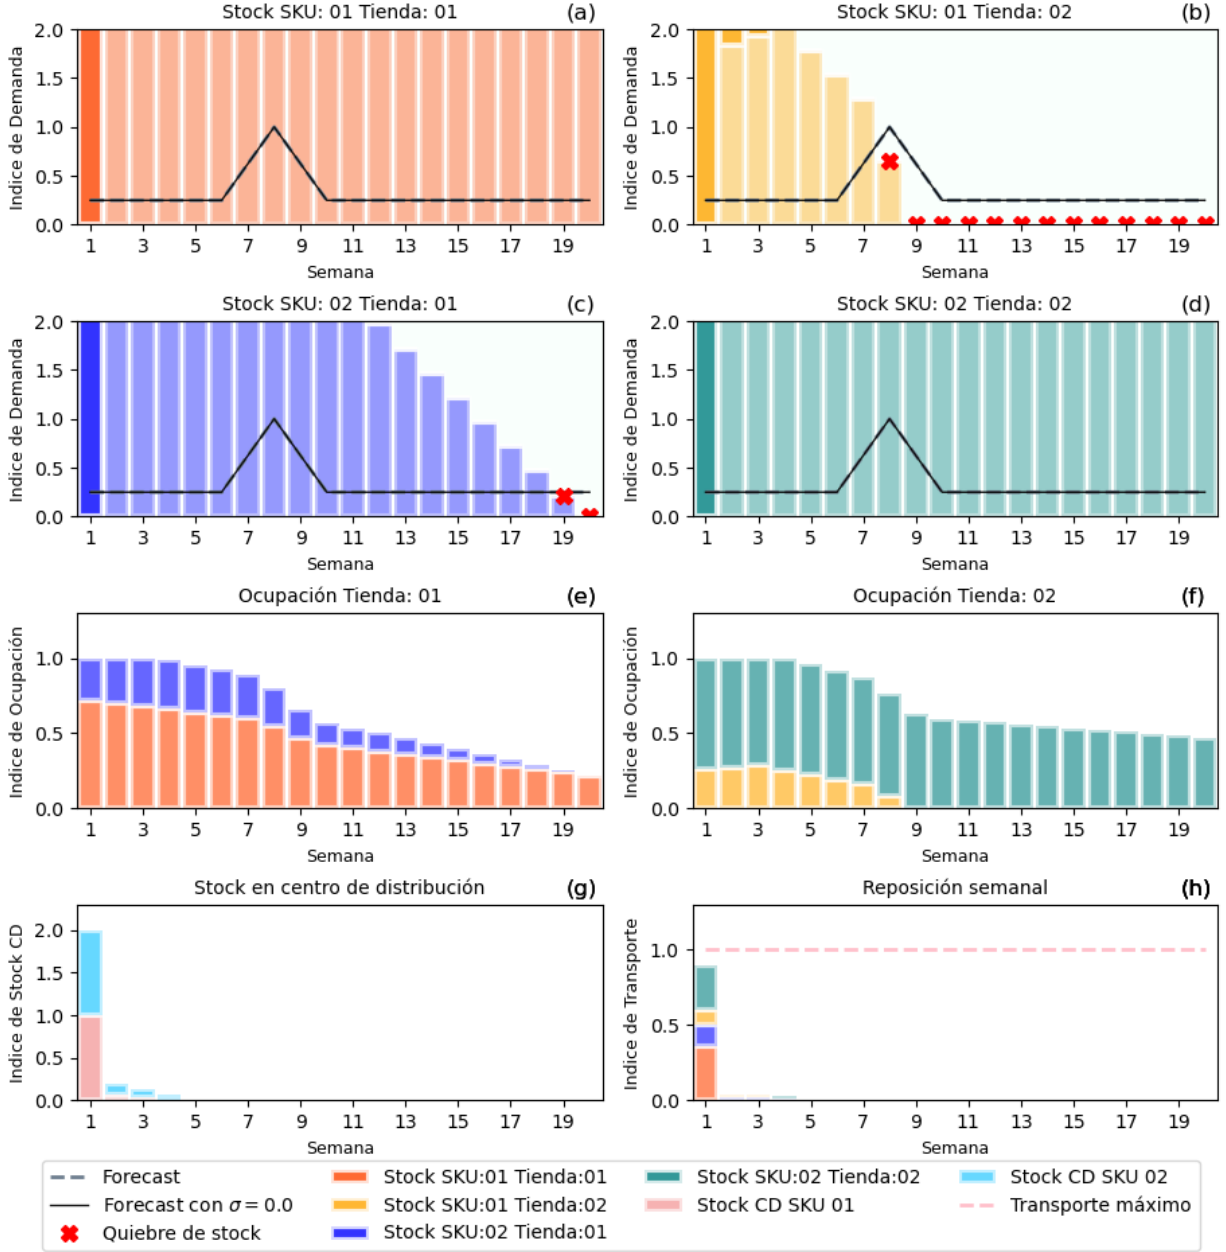 Stock SKU: 01 Tienda: 01 (a)
Indice de Demanda
2.0
1.5
1.0
0.5
0.0
1 3 5 7 9 11 13 15 17 19
Semana
Stock SKU: 01 Tienda: 02 (b)
Indice de Demanda
2.0
1.5
1.0
0.5
0.0
1 3 5 7 9 11 13 15 17 19
Semana
Stock SKU: 02 Tienda: 01 (c)
Indice de Demanda
2.0
1.5
1.0
0.5
0.0
1 3 5 7 9 11 13 15 17 19
Semana
Stock SKU: 02 Tienda: 02 (d)
Indice de Demanda
2.0
1.5
1.0
0.5
0.0
1 3 5 7 9 11 13 15 17 19
Semana
Ocupación Tienda: 01 (e)
Indice de Ocupación
1.0
0.5
0.0
1 3 5 7 9 11 13 15 17 19
Semana
Ocupación Tienda: 02 (f)
Indice de Ocupación
1.0
0.5
0.0
1 3 5 7 9 11 13 15 17 19
Semana
Stock en centro de distribución (g)
Indice de Stock CD
2.0
1.5
1.0
0.5
0.0
1 3 5 7 9 11 13 15 17 19
Semana
Reposición semanal (h)
Indice de Transporte
1.0
0.5
0.0
1 3 5 7 9 11 13 15 17 19
Semana
Forecast
Forecast con σ = 0.0
Quiebre de stock
Stock SKU:01 Tienda:01
Stock SKU:01 Tienda:02
Stock SKU:02 Tienda:01
Stock SKU:02 Tienda:02
Stock CD SKU 01
Stock CD SKU 02
Transporte máximo